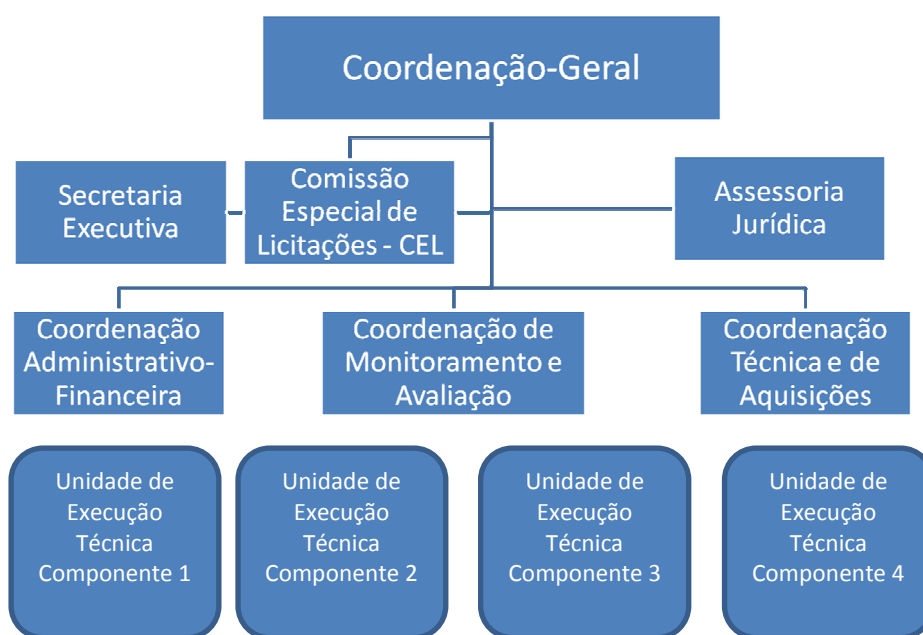 Coordenação-Geral
Secretaria
Executiva
Comissão
Especial de
Licitações - CEL
Assessoria
Jurídica
Coordenação
Administrativo-
Financeira
Coordenação de
Monitoramento e
Avaliação
Coordenação
Técnica e de
Aquisições
Unidade de
Execução
Técnica
Componente 1
Unidade de
Execução
Técnica
Componente 2
Unidade de
Execução
Técnica
Componente 3
Unidade de
Execução
Técnica
Componente 4